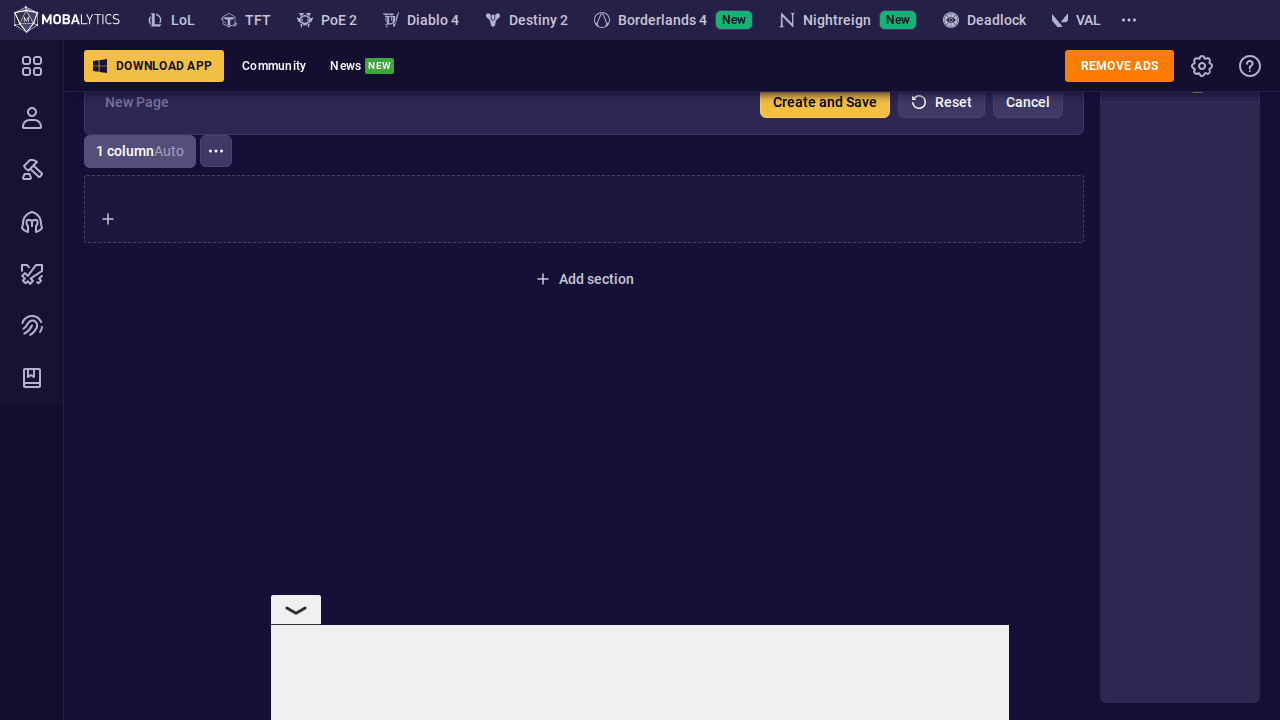 MOBALYTICS
LoL
TFT
PoE 2
Diablo 4
Destiny 2
Borderlands 4 New
Nightreign New
Deadlock
VAL
DOWNLOAD APP
Community
News NEW
REMOVE ADS
New Page
Create and Save
Reset
Cancel
1 column Auto
Add section